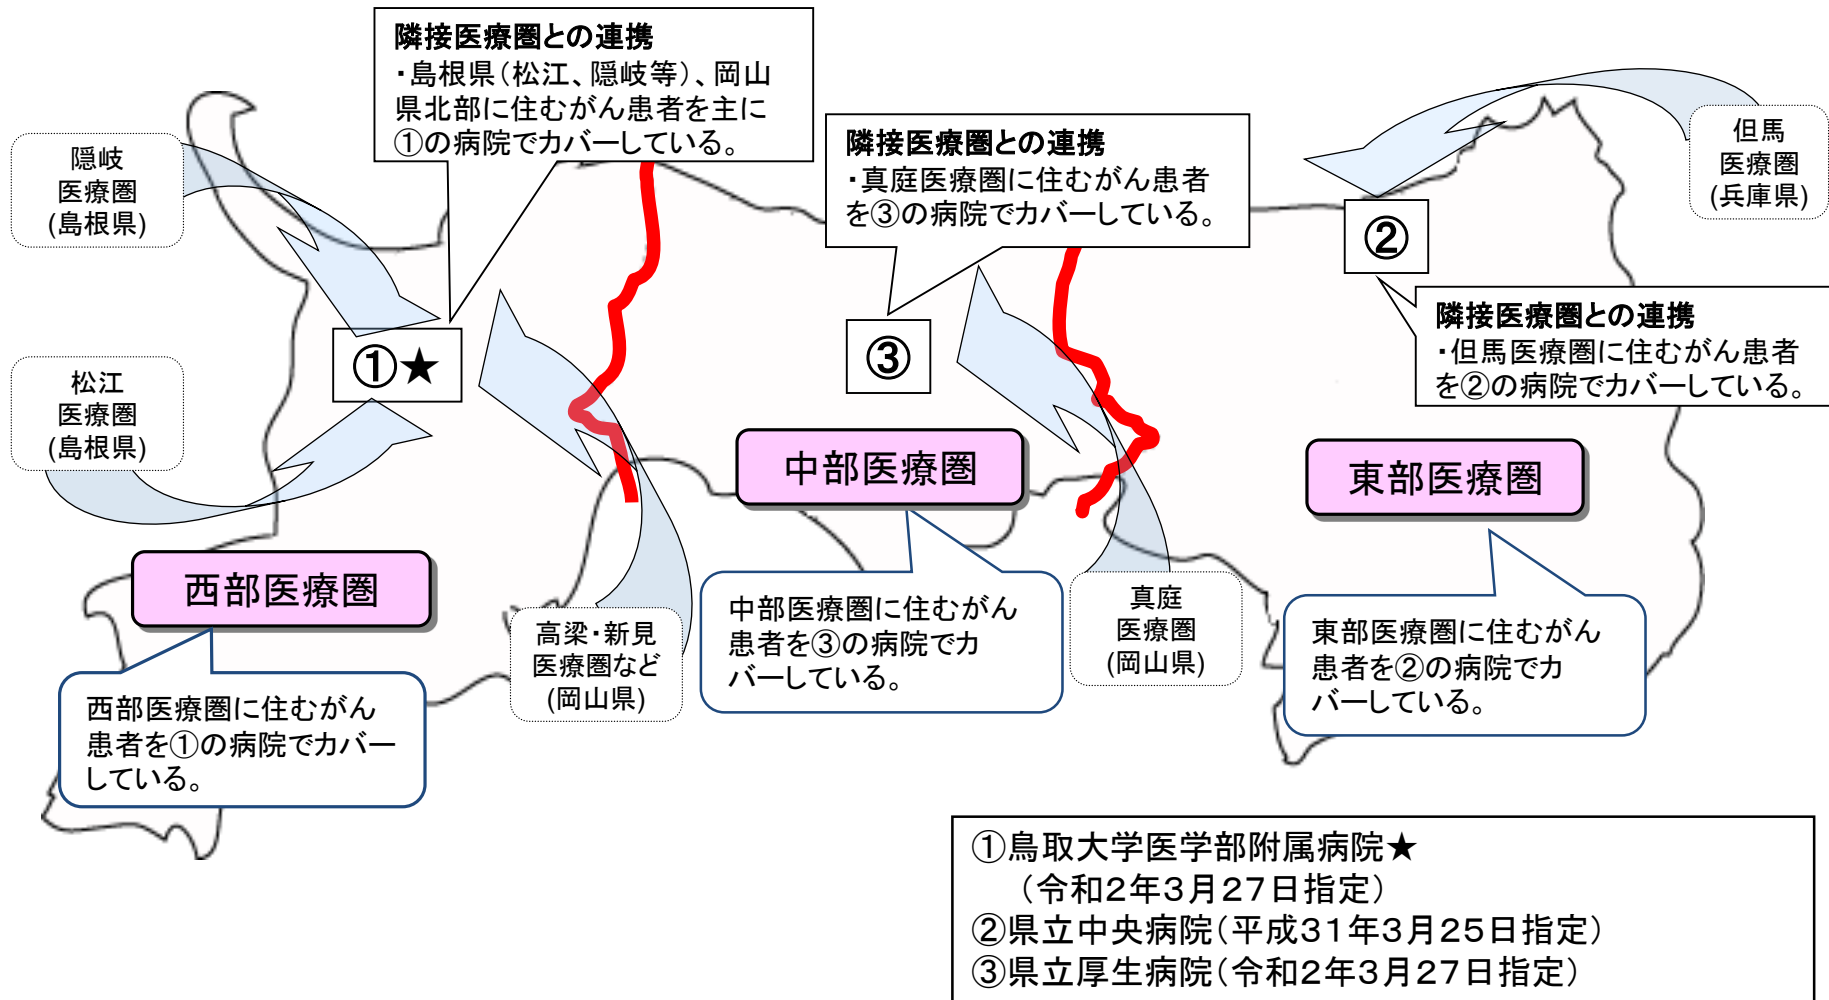 隣接医療圏との連携
・島根県（松江、隠岐等）、岡山
県北部に住むがん患者を主に
①の病院でカバーしている。
隣接医療圏との連携
・真庭医療圏に住むがん患者
を③の病院でカバーしている。
但馬
医療圏
(兵庫県)
隠岐
医療圏
(島根県)
②
隣接医療圏との連携
・但馬医療圏に住むがん患者
を②の病院でカバーしている。
①★
③
松江
医療圏
(島根県)
中部医療圏
東部医療圏
西部医療圏
高梁・新見
医療圏など
(岡山県)
中部医療圏に住むがん
患者を③の病院でカ
バーしている。
真庭
医療圏
(岡山県)
東部医療圏に住むがん
患者を②の病院でカ
バーしている。
西部医療圏に住むがん
患者を①の病院でカバー
している。
①鳥取大学医学部附属病院★
（令和２年３月２７日指定）
②県立中央病院（平成３１年３月２５日指定）
③県立厚生病院（令和２年３月２７日指定）